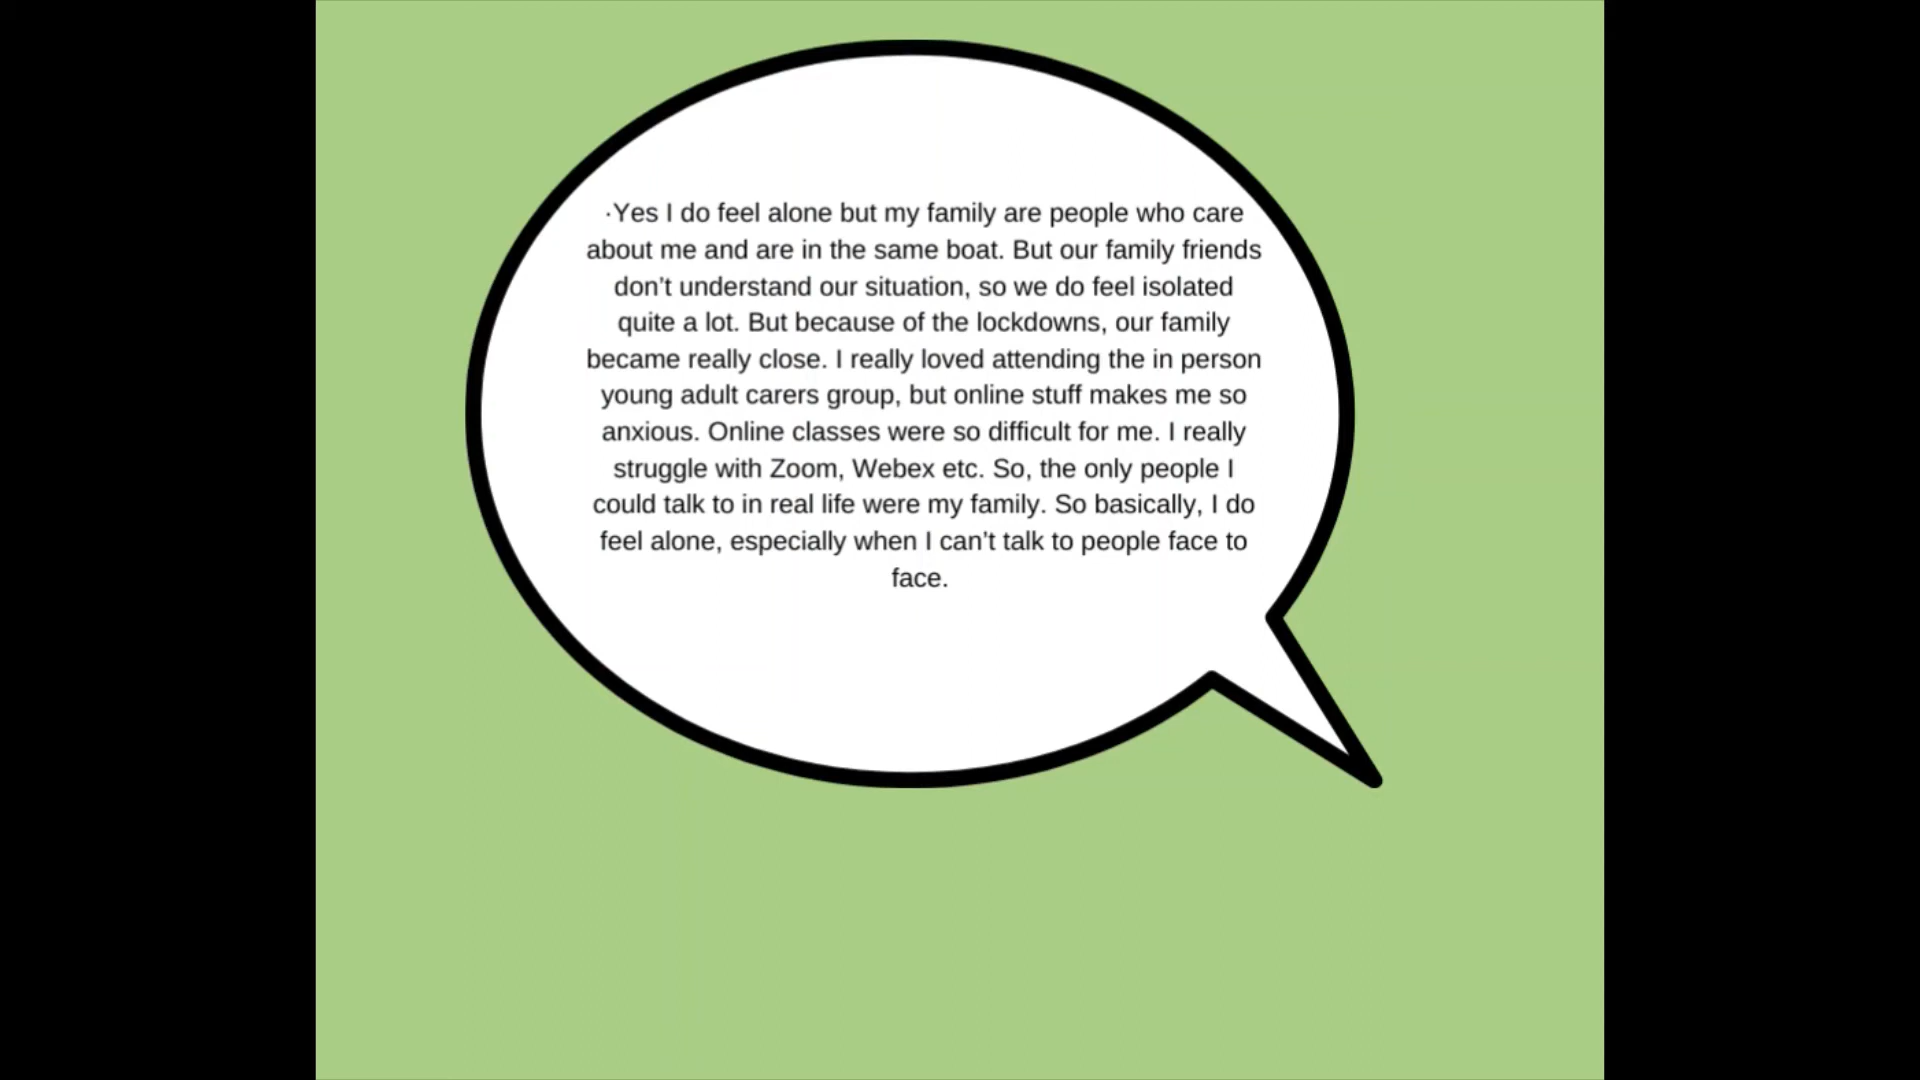 ·Yes I do feel alone but my family are people who care
about me and are in the same boat. But our family friends
don’t understand our situation, so we do feel isolated
quite a lot. But because of the lockdowns, our family
became really close. I really loved attending the in person
young adult carers group, but online stuff makes me so
anxious. Online classes were so difficult for me. I really
struggle with Zoom, Webex etc. So, the only people I
could talk to in real life were my family. So basically, I do
feel alone, especially when I can’t talk to people face to
face.